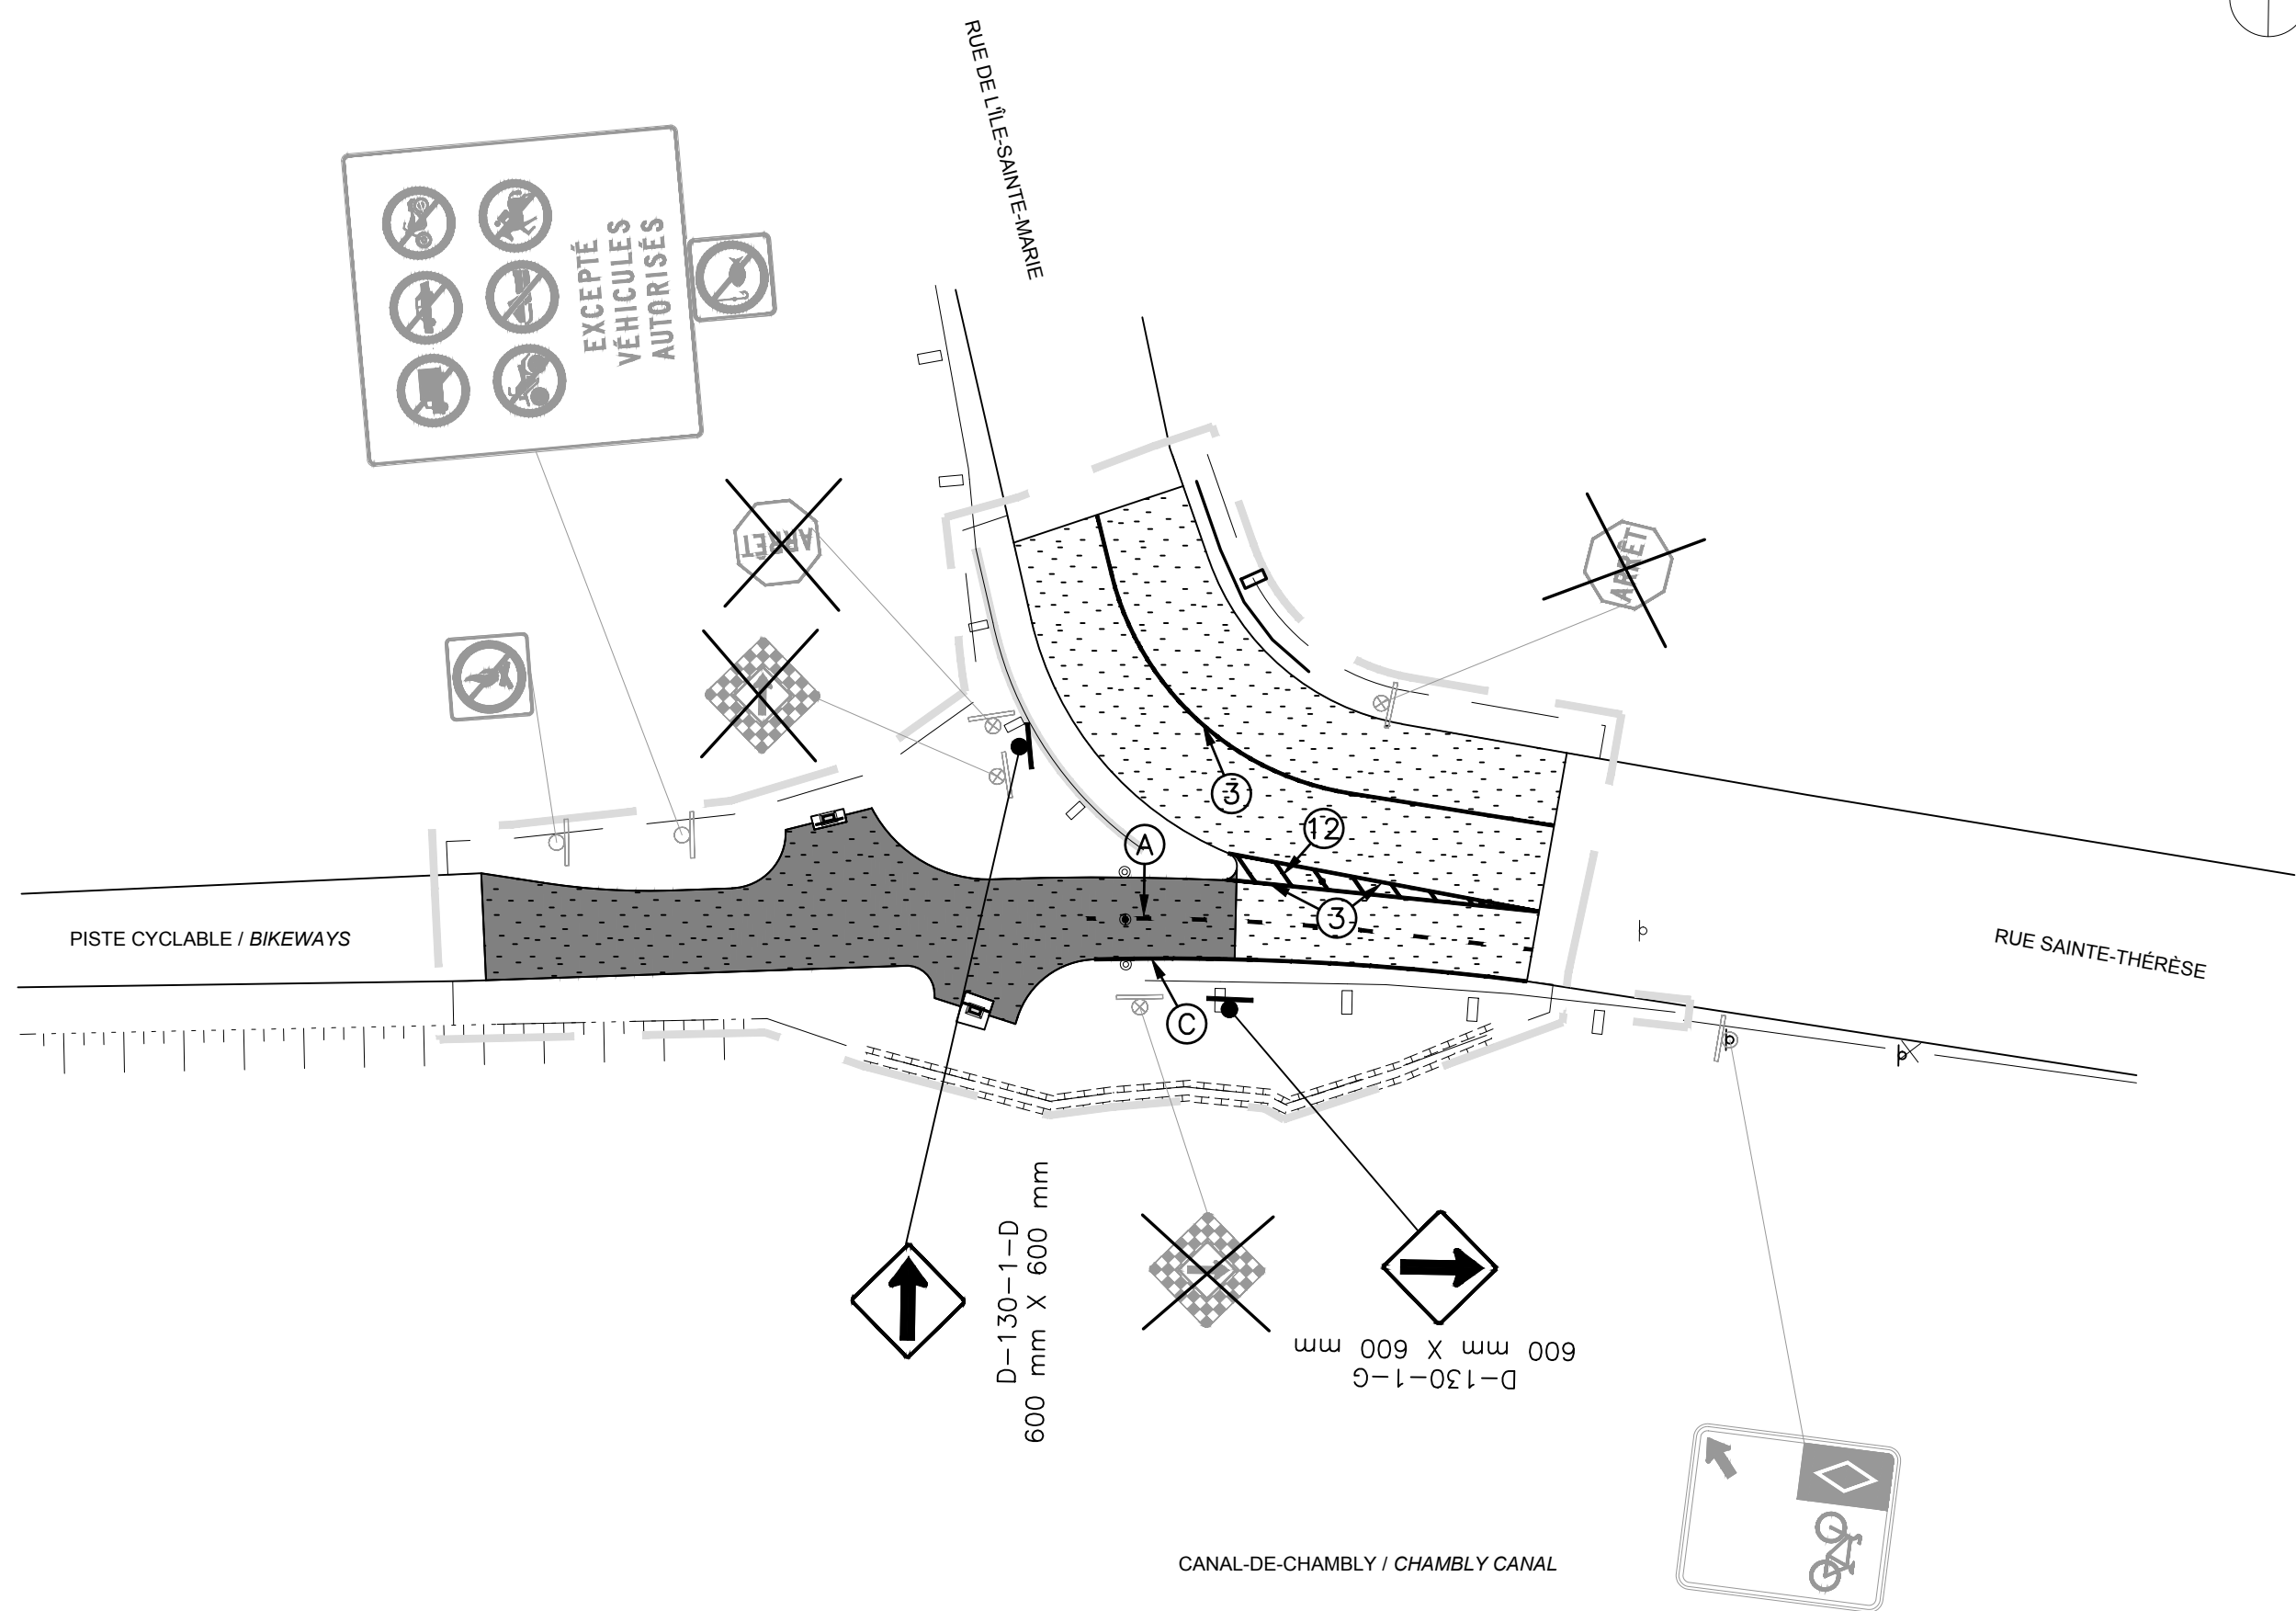 RUE DE L'ÎLE-SAINTE-MARIE
EXCEPTÉ
VÉHICULES
AUTORISÉS
ARRÊT
ARRÊT
3
12
A
3
PISTE CYCLABLE / BIKEWAYS
RUE SAINTE-THÉRÈSE
C
D-130-1-D
600 mm X 600 mm
D-130-1-G
600 mm X 600 mm
CANAL-DE-CHAMBLY / CHAMBLY CANAL